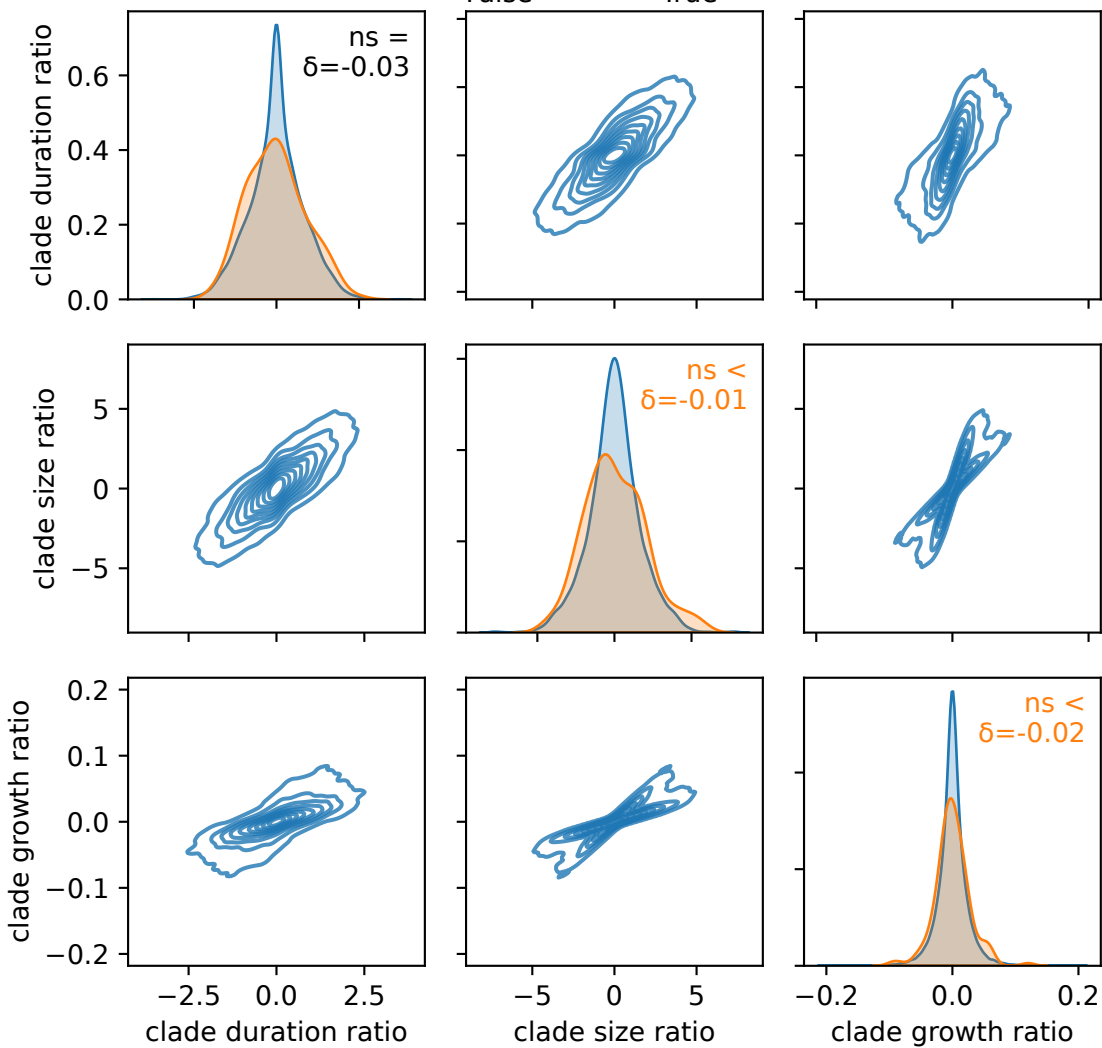 True
clade duration ratio
0.6
0.4
0.2
0.0
ns =
δ=-0.03
clade size ratio
5
0
−5
ns <
δ=-0.01
clade growth ratio
0.2
0.1
0.0
−0.1
−0.2
ns <
δ=-0.02
−2.5 0.0 2.5
−5 0 5
−0.2 0.0 0.2
clade duration ratio
clade size ratio
clade growth ratio